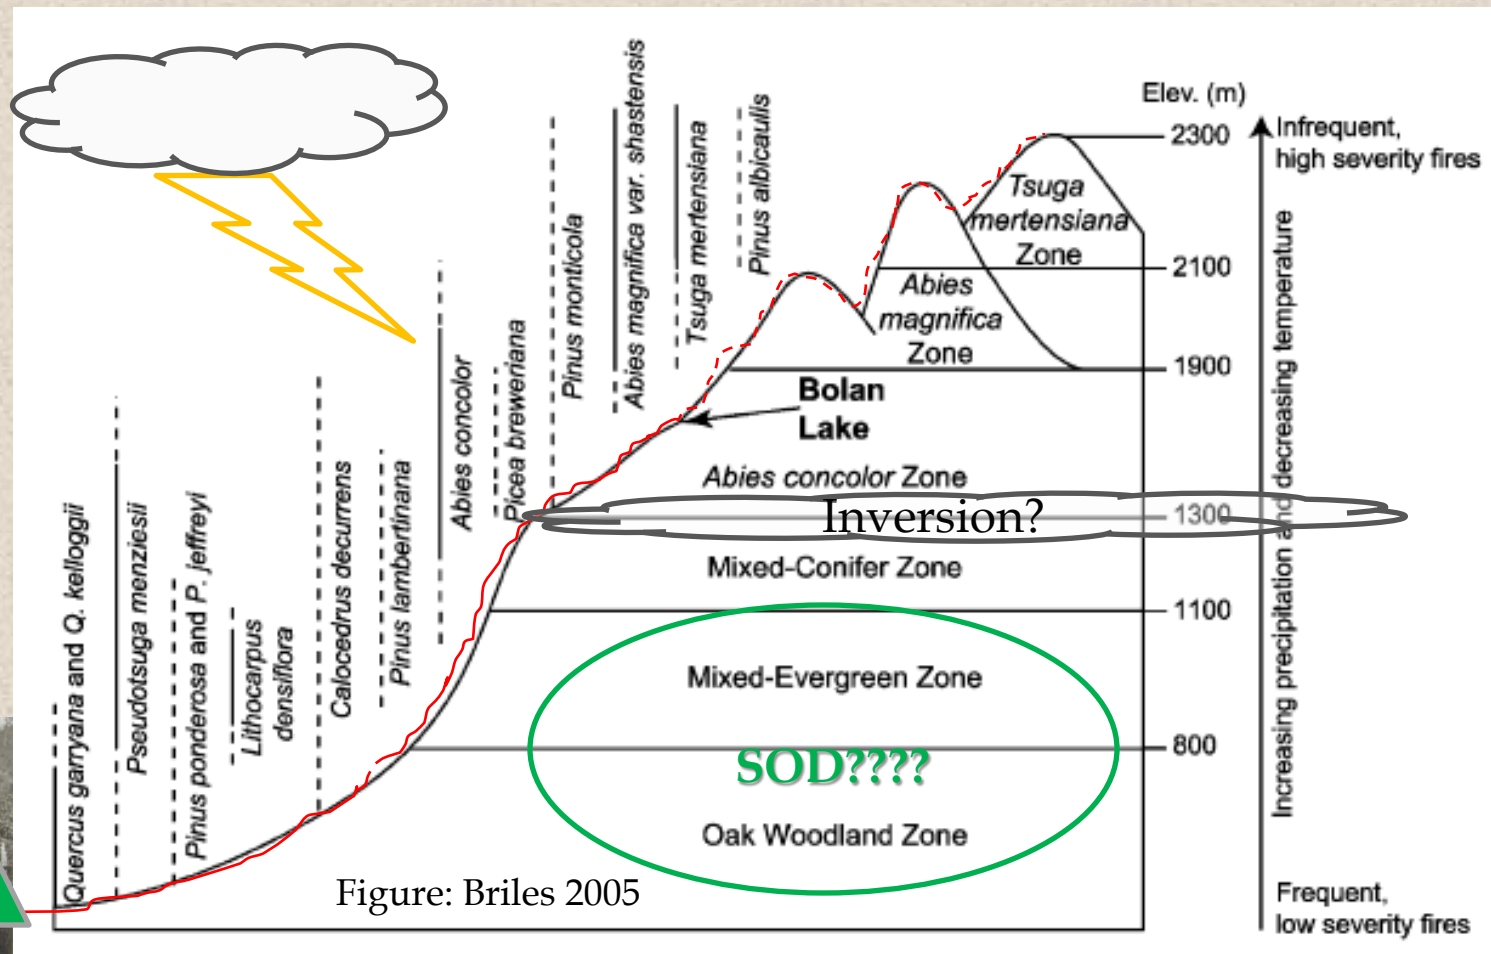 Elev. (m)
2300
2100
1900
1300
1100
800
Infrequent,
high severity fires
Increasing precipitation and decreasing temperature
Frequent,
low severity fires
Quercus garryana and Q. kelloggii
Pseudotsuga menziesii
Pinus ponderosa and P. jeffreyi
Lithocarpus
densiflora
Calocedrus decurrens
Pinus lambertinana
Abies concolor
Picea breweriana
Pinus monticola
Abies magnifica var. shastensis
Tsuga mertensiana
Pinus albicaulis
Tsuga
mertensiana
Zone
Abies
magnifica
Zone
Bolan
Lake
Abies concolor Zone
Inversion?
Mixed-Conifer Zone
Mixed-Evergreen Zone
SOD????
Oak Woodland Zone
Figure: Briles 2005